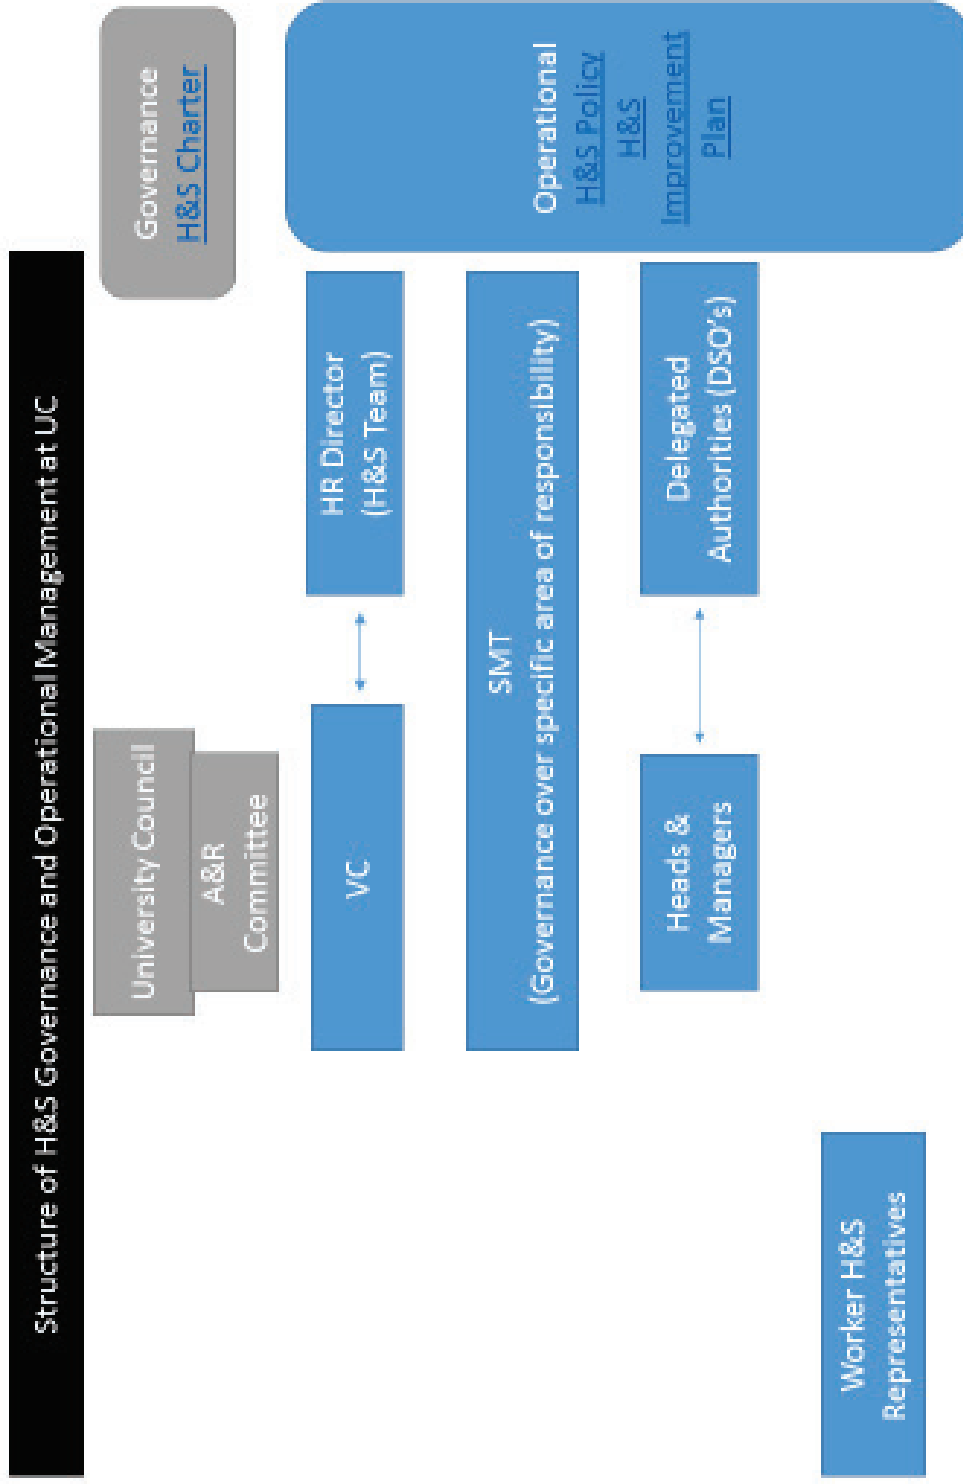 Structure of H&S Governance and Operational Management at UC
University Council
A&R
Committee
Governance
H&S Charter
VC
HR Director
(H&S Team)
SMT
(Governance over specific area of responsibility)
Heads &
Managers
Delegated
Authorities (DSO's)
Operational
H&S Policy
H&S
Improvement
Plan
Worker H&S
Representatives